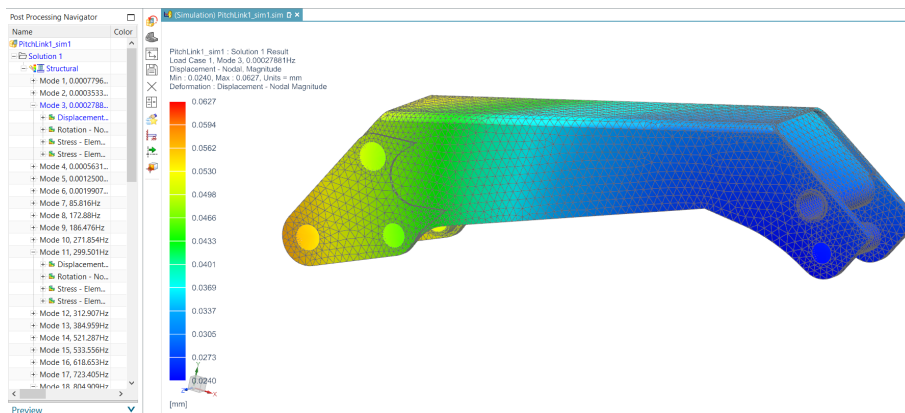 Post Processing Navigator
(Simulation) PitchLink1_sim1.sim
Name Color
PitchLink1_sim1
Solution 1
Structural
Mode 1, 0.0007796...
Mode 2, 0.0003533...
Mode 3, 0.0002788...
Displacement...
Rotation - No...
Stress - Elem...
Stress - Elem...
Mode 4, 0.0005631...
Mode 5, 0.0012500...
Mode 6, 0.0019907...
Mode 7, 85.816Hz
Mode 8, 172.88Hz
Mode 9, 186.476Hz
Mode 10, 271.854Hz
Mode 11, 299.501Hz
Displacement...
Rotation - No...
Stress - Elem...
Stress - Elem...
Mode 12, 312.907Hz
Mode 13, 384.959Hz
Mode 14, 521.287Hz
Mode 15, 533.556Hz
Mode 16, 618.653Hz
Mode 17, 723.405Hz
Mode 18, 804.909Hz
Preview
PitchLink1_sim1 : Solution 1 Result
Load Case 1, Mode 3, 0.00027881Hz
Displacement - Nodal, Magnitude
Min : 0.0240, Max : 0.0627, Units = mm
Deformation : Displacement - Nodal Magnitude
0.0627
0.0594
0.0562
0.0530
0.0498
0.0466
0.0433
0.0401
0.0369
0.0337
0.0305
0.0273
0.0240
Y
Z
X
[mm]